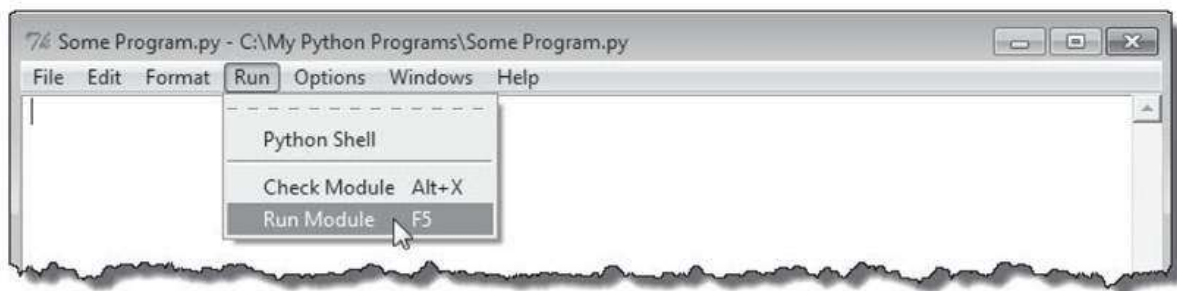 Some Program.py - C:\My Python Programs\Some Program.py
File Edit Format Run Options Windows Help
Python Shell
Check Module Alt+X
Run Module F5